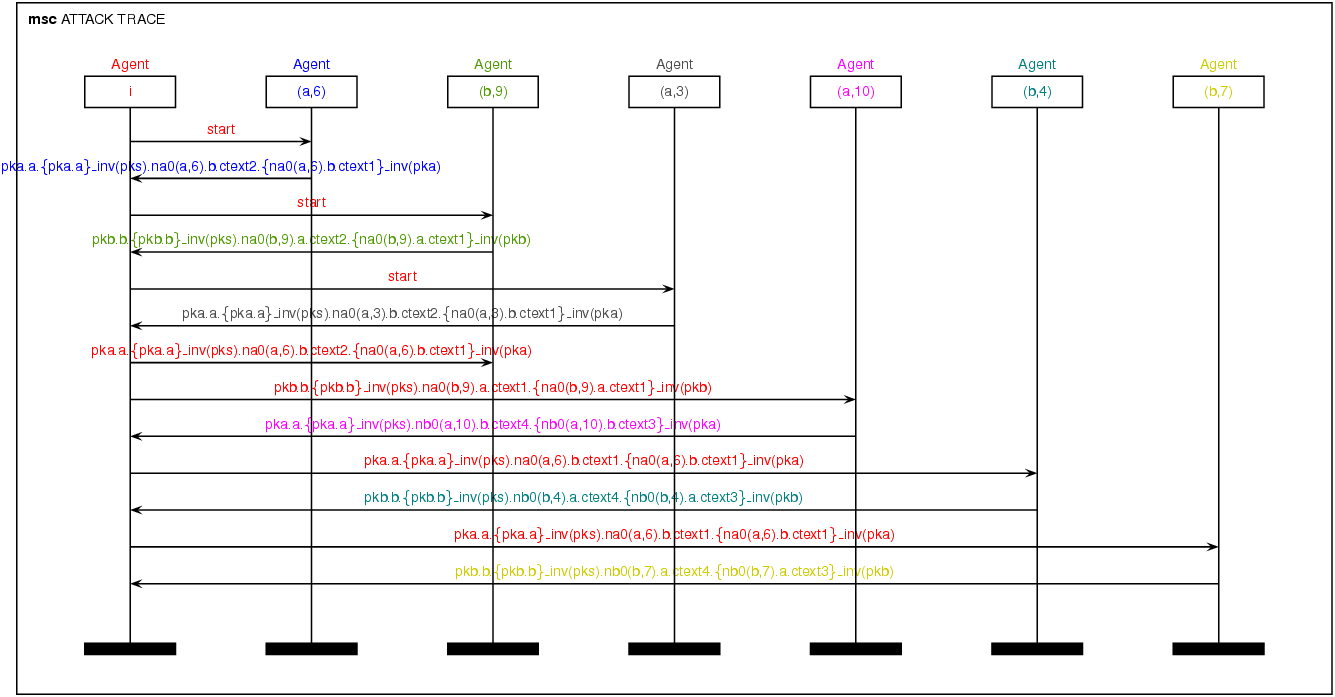 msc ATTACK TRACE
Agent Agent Agent Agent Agent Agent Agent
i (a,6) (b,9) (a,3) (a,10) (b,4) (b,7)
start
pka.a.{pka.a}_inv(pks).na0(a,6).b.ctext2.{na0(a,6).b.ctext1}_inv(pka)
start
pkb.b.{pkb.b}_inv(pks).na0(b,9).a.ctext2.{na0(b,9).a.ctext1}_inv(pkb)
start
pka.a.{pka.a}_inv(pks).na0(a,3).b.ctext2.{na0(a,3).b.ctext1}_inv(pka)
pka.a.{pka.a}_inv(pks).na0(a,6).b.ctext2.{na0(a,6).b.ctext1}_inv(pka)
pkb.b.{pkb.b}_inv(pks).na0(b,9).a.ctext1.{na0(b,9).a.ctext1}_inv(pkb)
pka.a.{pka.a}_inv(pks).nb0(a,10).b.ctext4.{nb0(a,10).b.ctext3}_inv(pka)
pka.a.{pka.a}_inv(pks).na0(a,6).b.ctext1.{na0(a,6).b.ctext1}_inv(pka)
pkb.b.{pkb.b}_inv(pks).nb0(b,4).a.ctext4.{nb0(b,4).a.ctext3}_inv(pkb)
pka.a.{pka.a}_inv(pks).na0(a,6).b.ctext1.{na0(a,6).b.ctext1}_inv(pka)
pkb.b.{pkb.b}_inv(pks).nb0(b,7).a.ctext4.{nb0(b,7).a.ctext3}_inv(pkb)